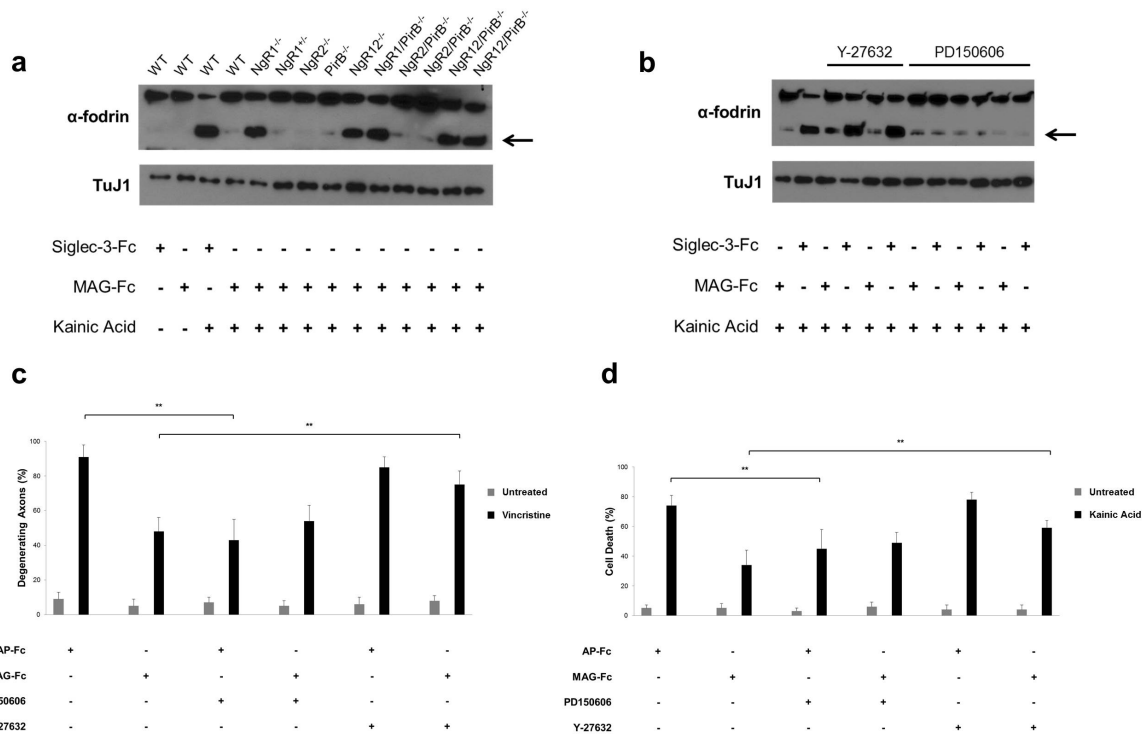 a
WT WT WT WT NgR1-/- NgR1+/- NgR2-/- PirB-/- NgR12-/- NgR1/PirB-/- NgR2/PirB-/- NgR2/PirB-/- NgR12/PirB-/- NgR12/PirB-/-
α-fodrin
TuJ1
Siglec-3-Fc + - + - - - - - - - - - - -
MAG-Fc - + - + + + + + + + + + + +
Kainic Acid - - + + + + + + + + + + + +
b
Y-27632 PD150606
α-fodrin
TuJ1
Siglec-3-Fc - + - + - + - + - + - +
MAG-Fc + - + - + - + - + - + -
Kainic Acid + + + + + + + + + + + +
c
** **
Degenerating Axons (%)
100
80
60
40
20
0
Untreated
Vincristine
AP-Fc + - + - + -
AG-Fc - + - + - +
50606 - - + + - -
27632 - - - - + +
d
** **
Cell Death (%)
100
80
60
40
20
0
Untreated
Kainic Acid
AP-Fc + - + - + -
MAG-Fc - + - + - +
PD150606 - - + + - -
Y-27632 - - - - + +